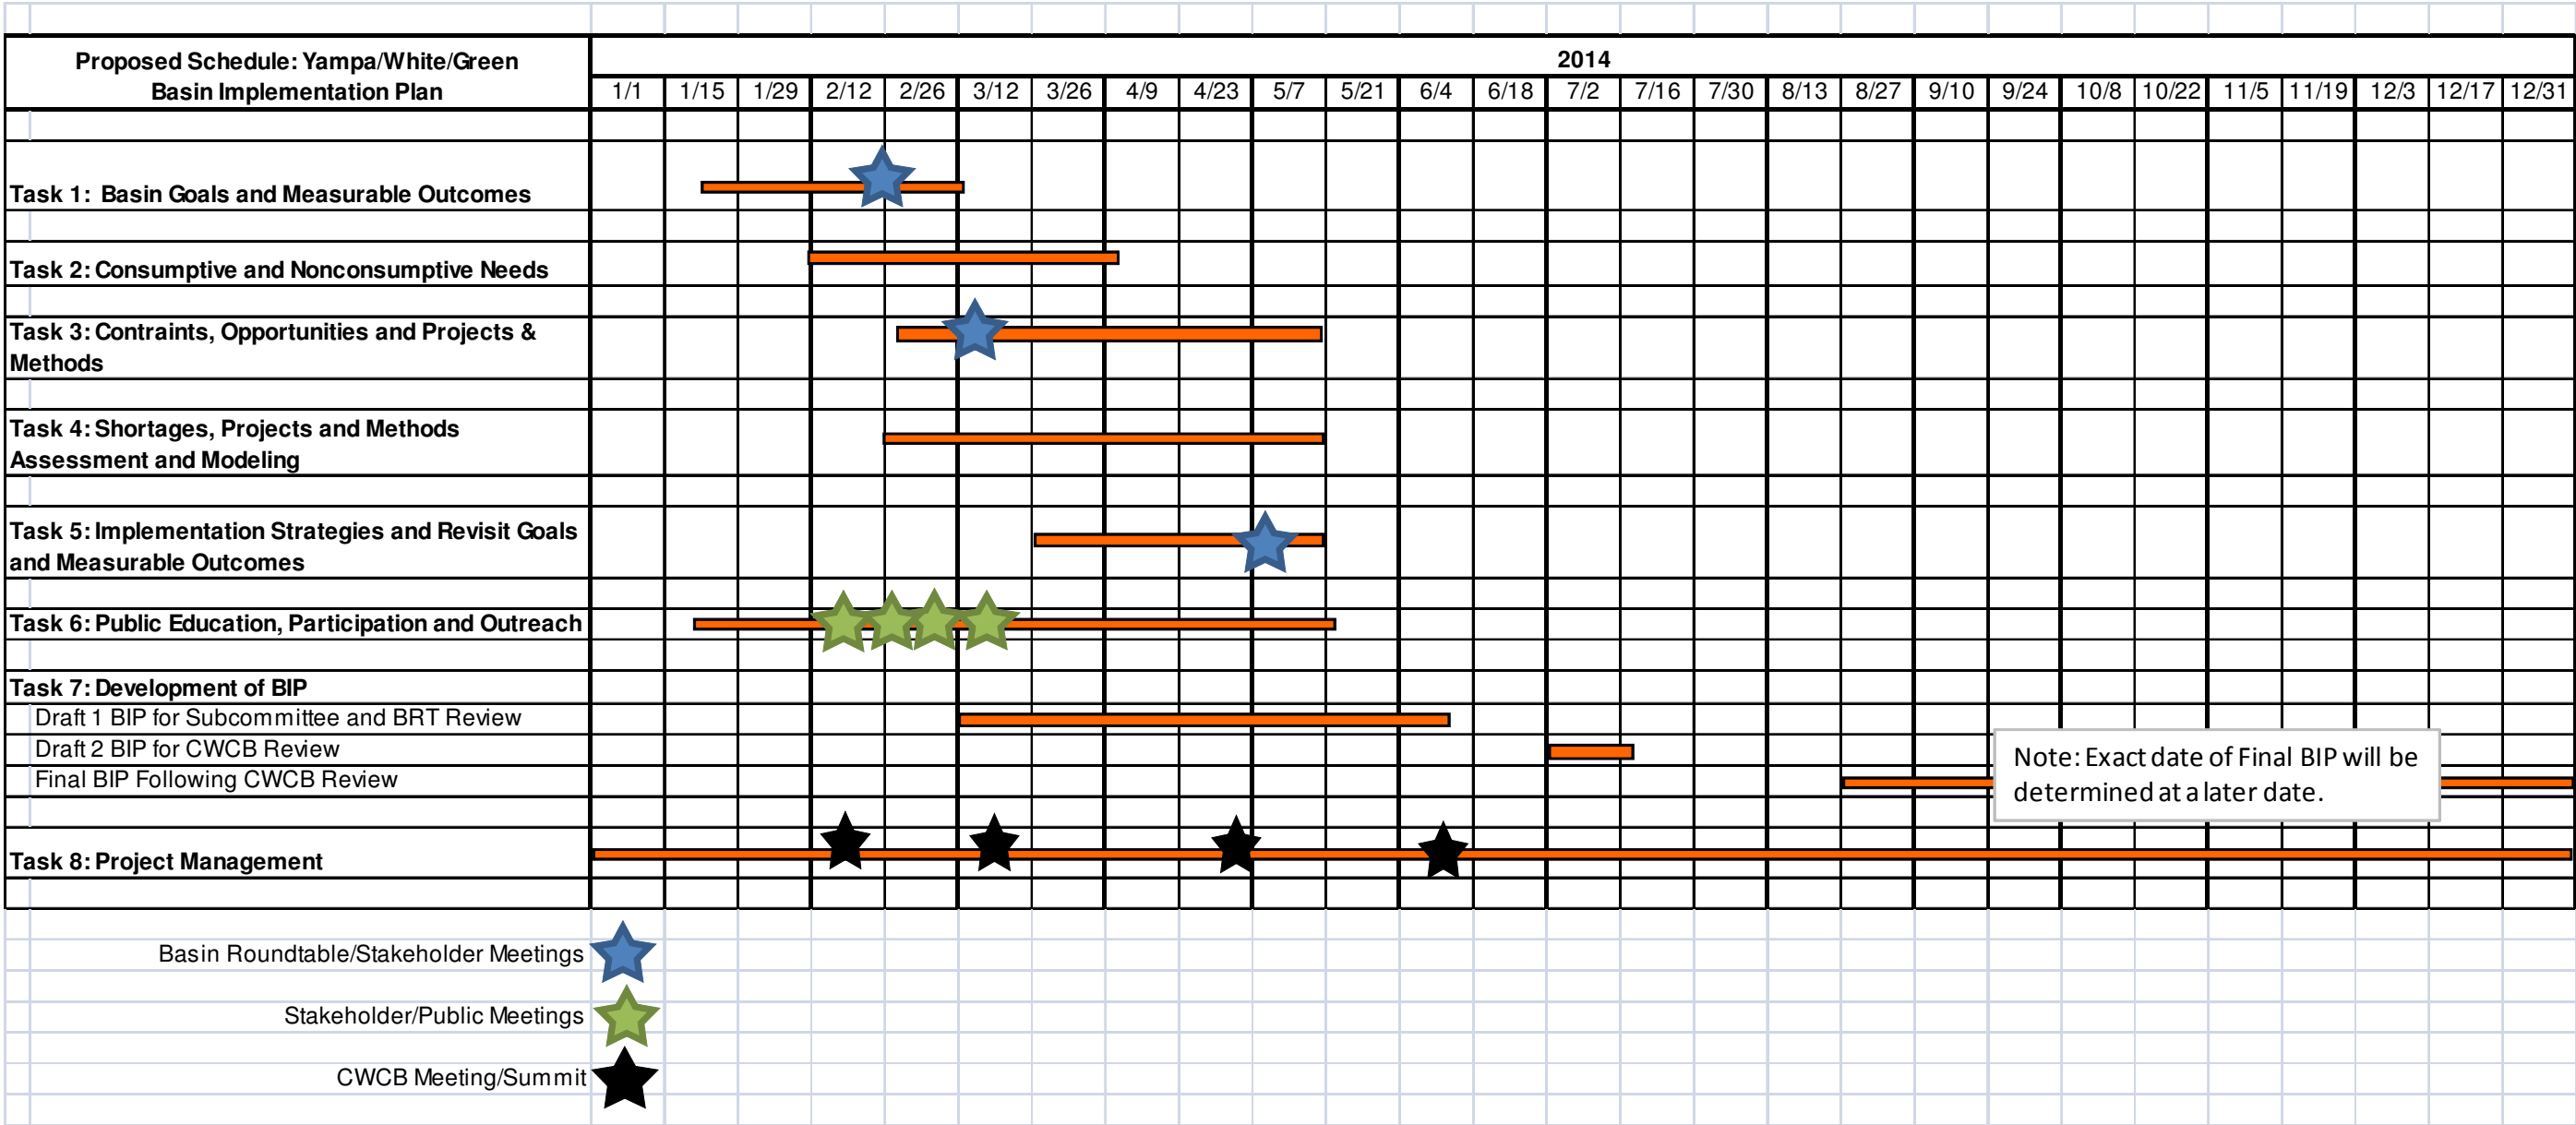 Proposed Schedule: Yampa/White/Green
Basin Implementation Plan
2014
1/1 1/15 1/29 2/12 2/26 3/12 3/26 4/9 4/23 5/7 5/21 6/4 6/18 7/2 7/16 7/30 8/13 8/27 9/10 9/24 10/8 10/22 11/5 11/19 12/3 12/17 12/31
Task 1: Basin Goals and Measurable Outcomes
Task 2: Consumptive and Nonconsumptive Needs
Task 3: Contraints, Opportunities and Projects &
Methods
Task 4: Shortages, Projects and Methods
Assessment and Modeling
Task 5: Implementation Strategies and Revisit Goals
and Measurable Outcomes
Task 6: Public Education, Participation and Outreach
Task 7: Development of BIP
Draft 1 BIP for Subcommittee and BRT Review
Draft 2 BIP for CWCB Review
Final BIP Following CWCB Review
Note: Exact date of Final BIP will be
determined at a later date.
Task 8: Project Management
Basin Roundtable/Stakeholder Meetings
Stakeholder/Public Meetings
CWCB Meeting/Summit